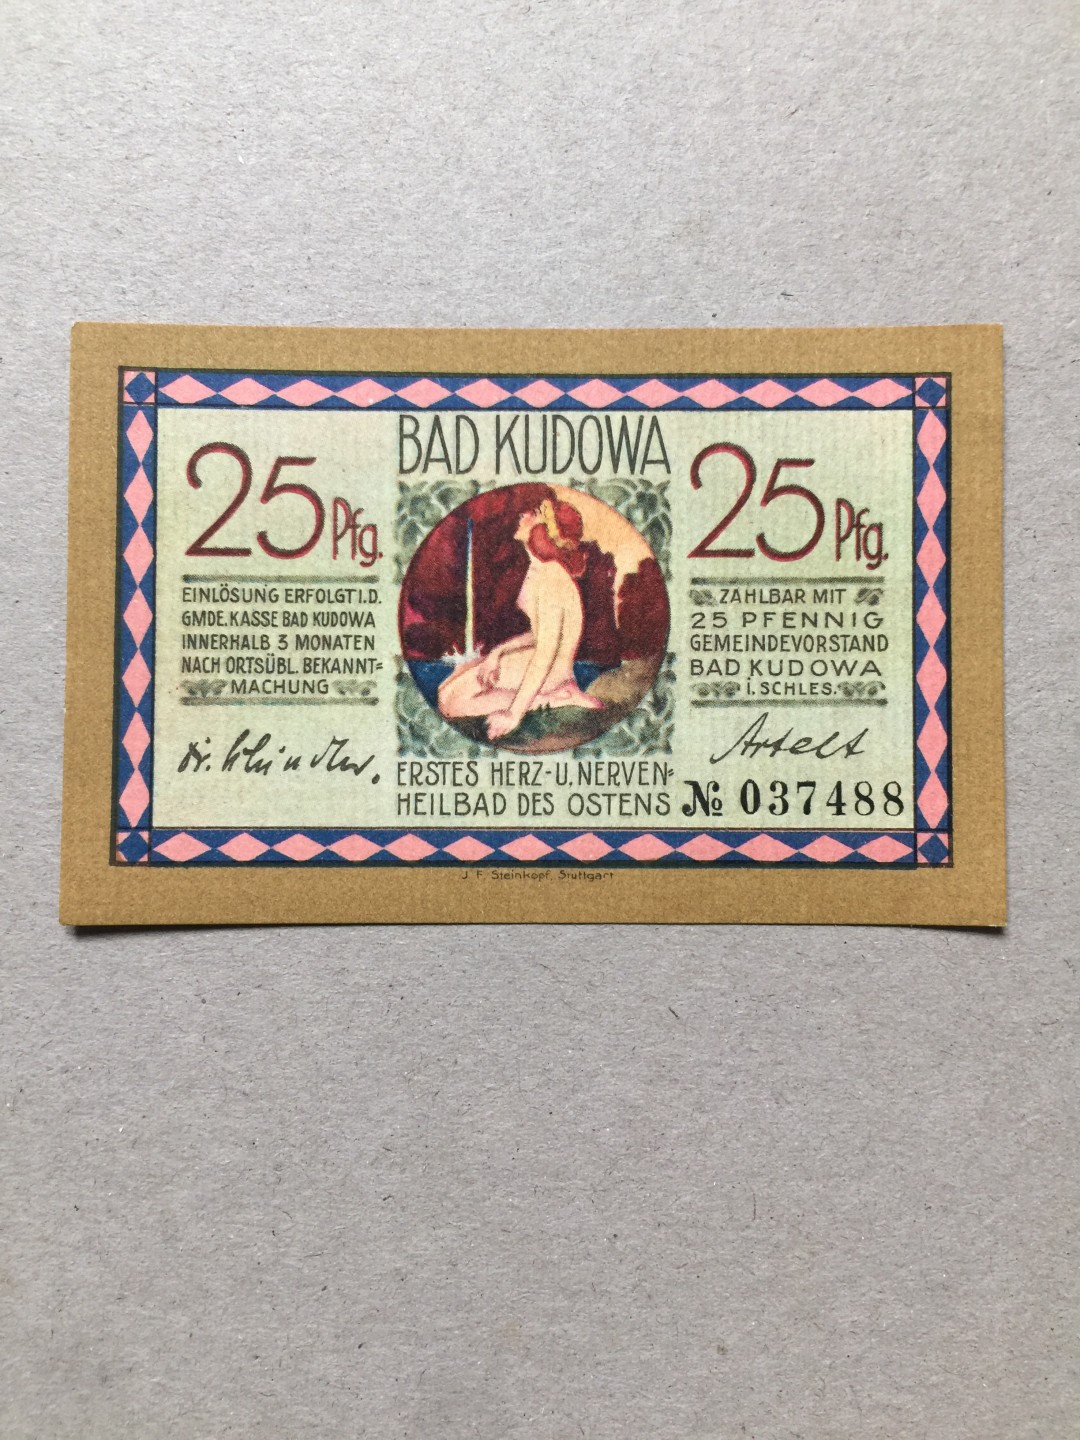 BAD KUDOWA
25 Pfg.
EINLÖSUNG ERFOLGT I. D.
GMDE. KASSE BAD KUDOWA
INNERHALB 3 MONATEN
NACH ORTSÜBL. BEKANNT=
MACHUNG
Dr. Schindler.
25 Pfg.
ZAHLBAR MIT
25 PFENNIG
GEMEINDEVORSTAND
BAD KUDOWA
i. SCHLES.
Artelt
№ 037488
ERSTES HERZ- U. NERVEN=
HEILBAD DES OSTENS
J. F. Steinkopf, Stuttgart